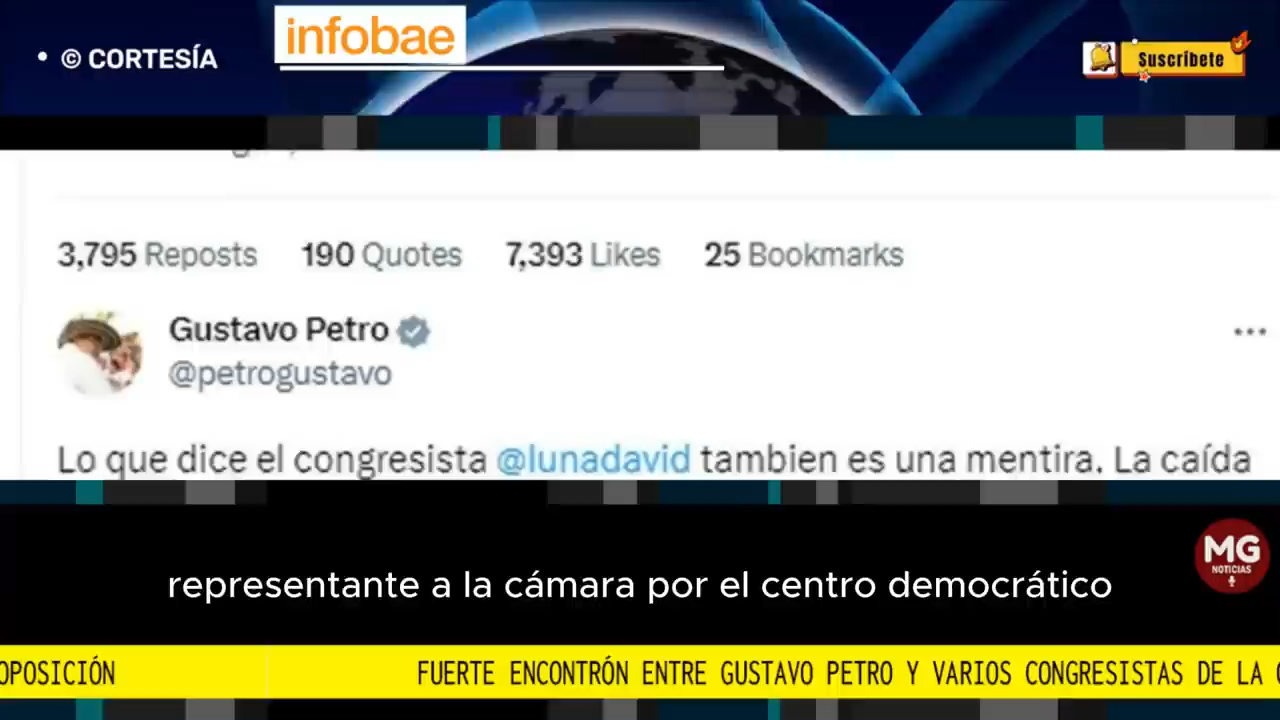 infobae
• © CORTESÍA
Suscríbete
3,795 Reposts 190 Quotes 7,393 Likes 25 Bookmarks
Gustavo Petro
@petrogustavo
Lo que dice el congresista @lunadavid tambien es una mentira. La caída
MG
NOTICIAS
representante a la cámara por el centro democrático
OPOSICIÓN FUERTE ENCONTRÓN ENTRE GUSTAVO PETRO Y VARIOS CONGRESISTAS DE LA